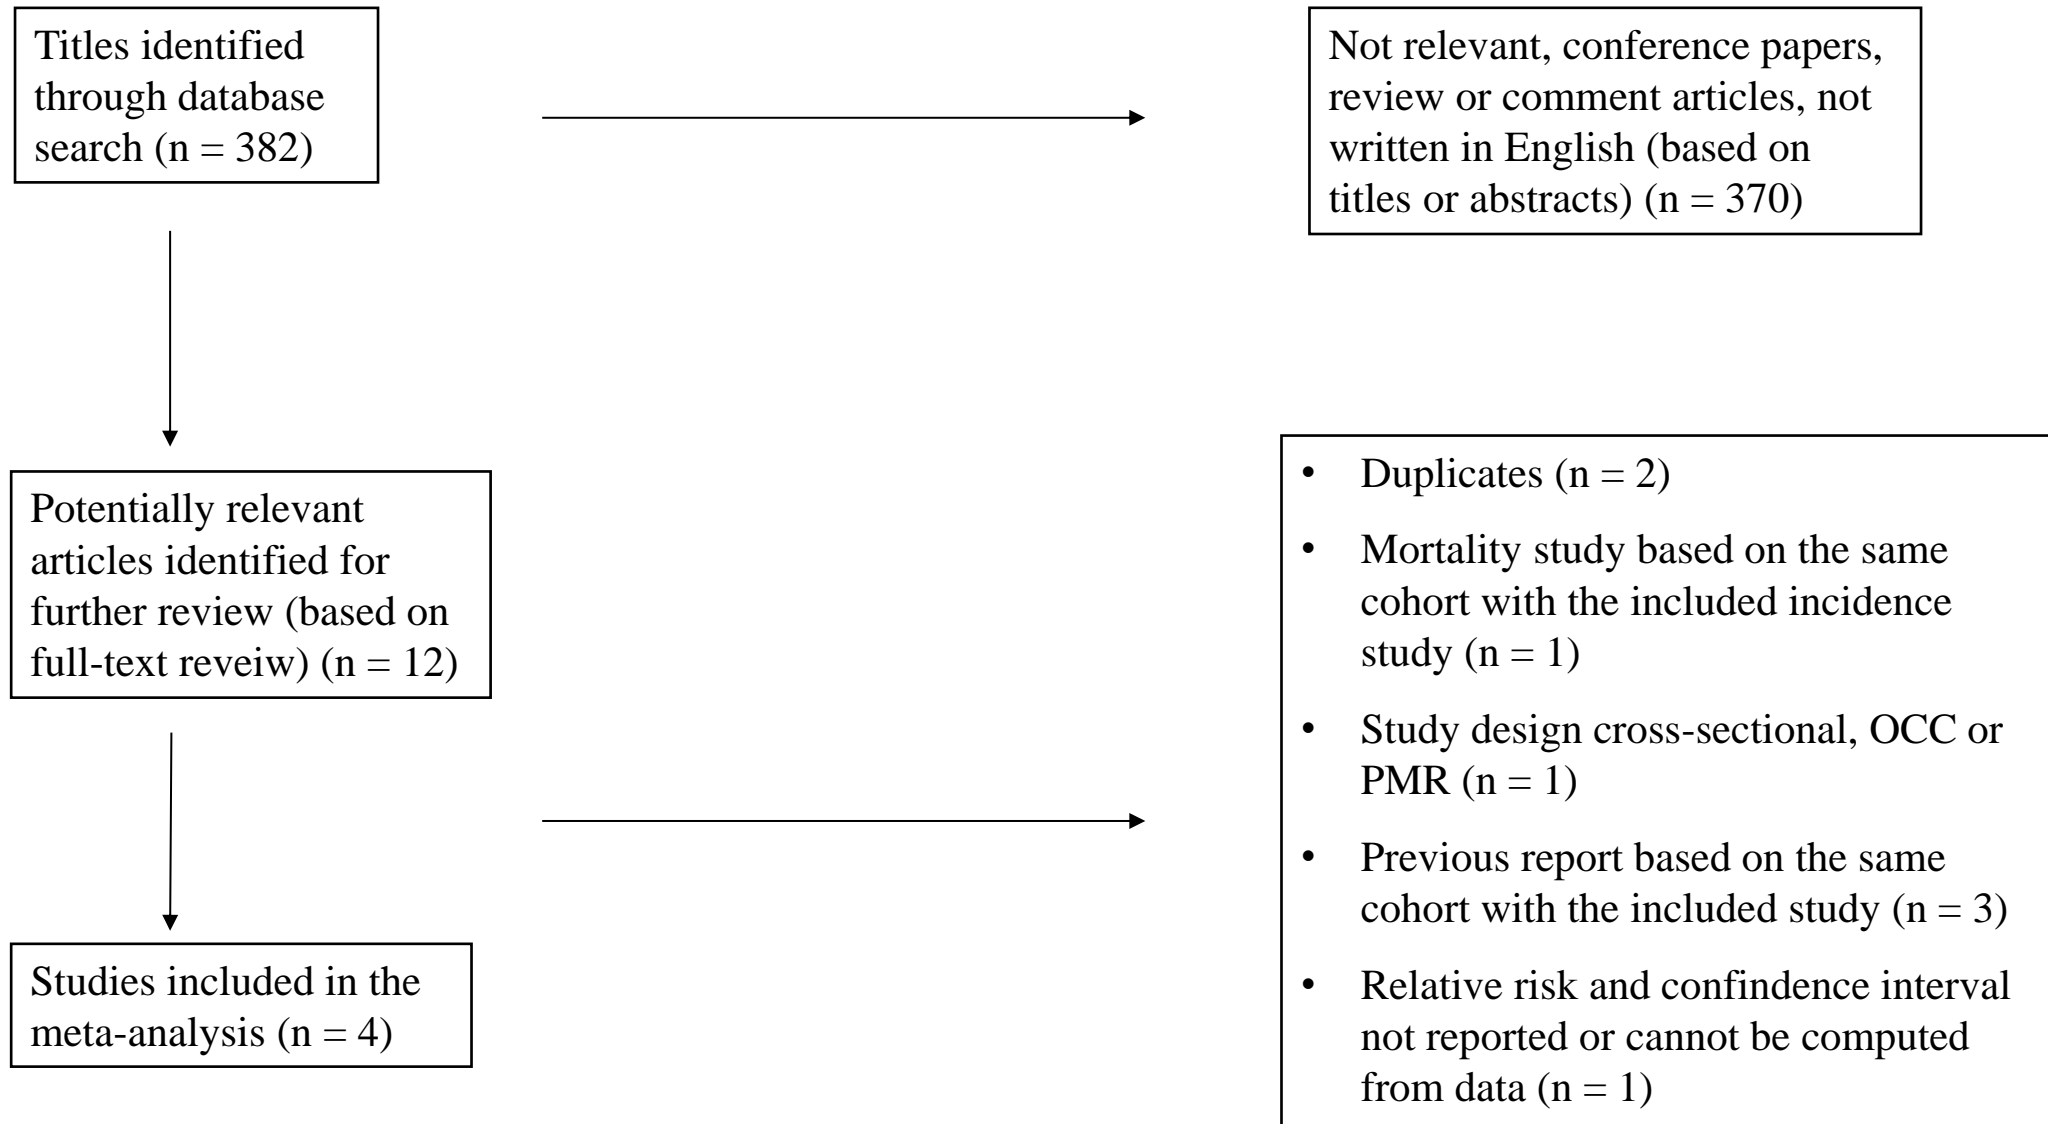 Titles identified
through database
search (n = 382)
Not relevant, conference papers,
review or comment articles, not
written in English (based on
titles or abstracts) (n = 370)
Potentially relevant
articles identified for
further review (based on
full-text reveiw) (n = 12)
• Duplicates (n = 2)
• Mortality study based on the same
cohort with the included incidence
study (n = 1)
• Study design cross-sectional, OCC or
PMR (n = 1)
• Previous report based on the same
cohort with the included study (n = 3)
• Relative risk and confindence interval
not reported or cannot be computed
from data (n = 1)
Studies included in the
meta-analysis (n = 4)